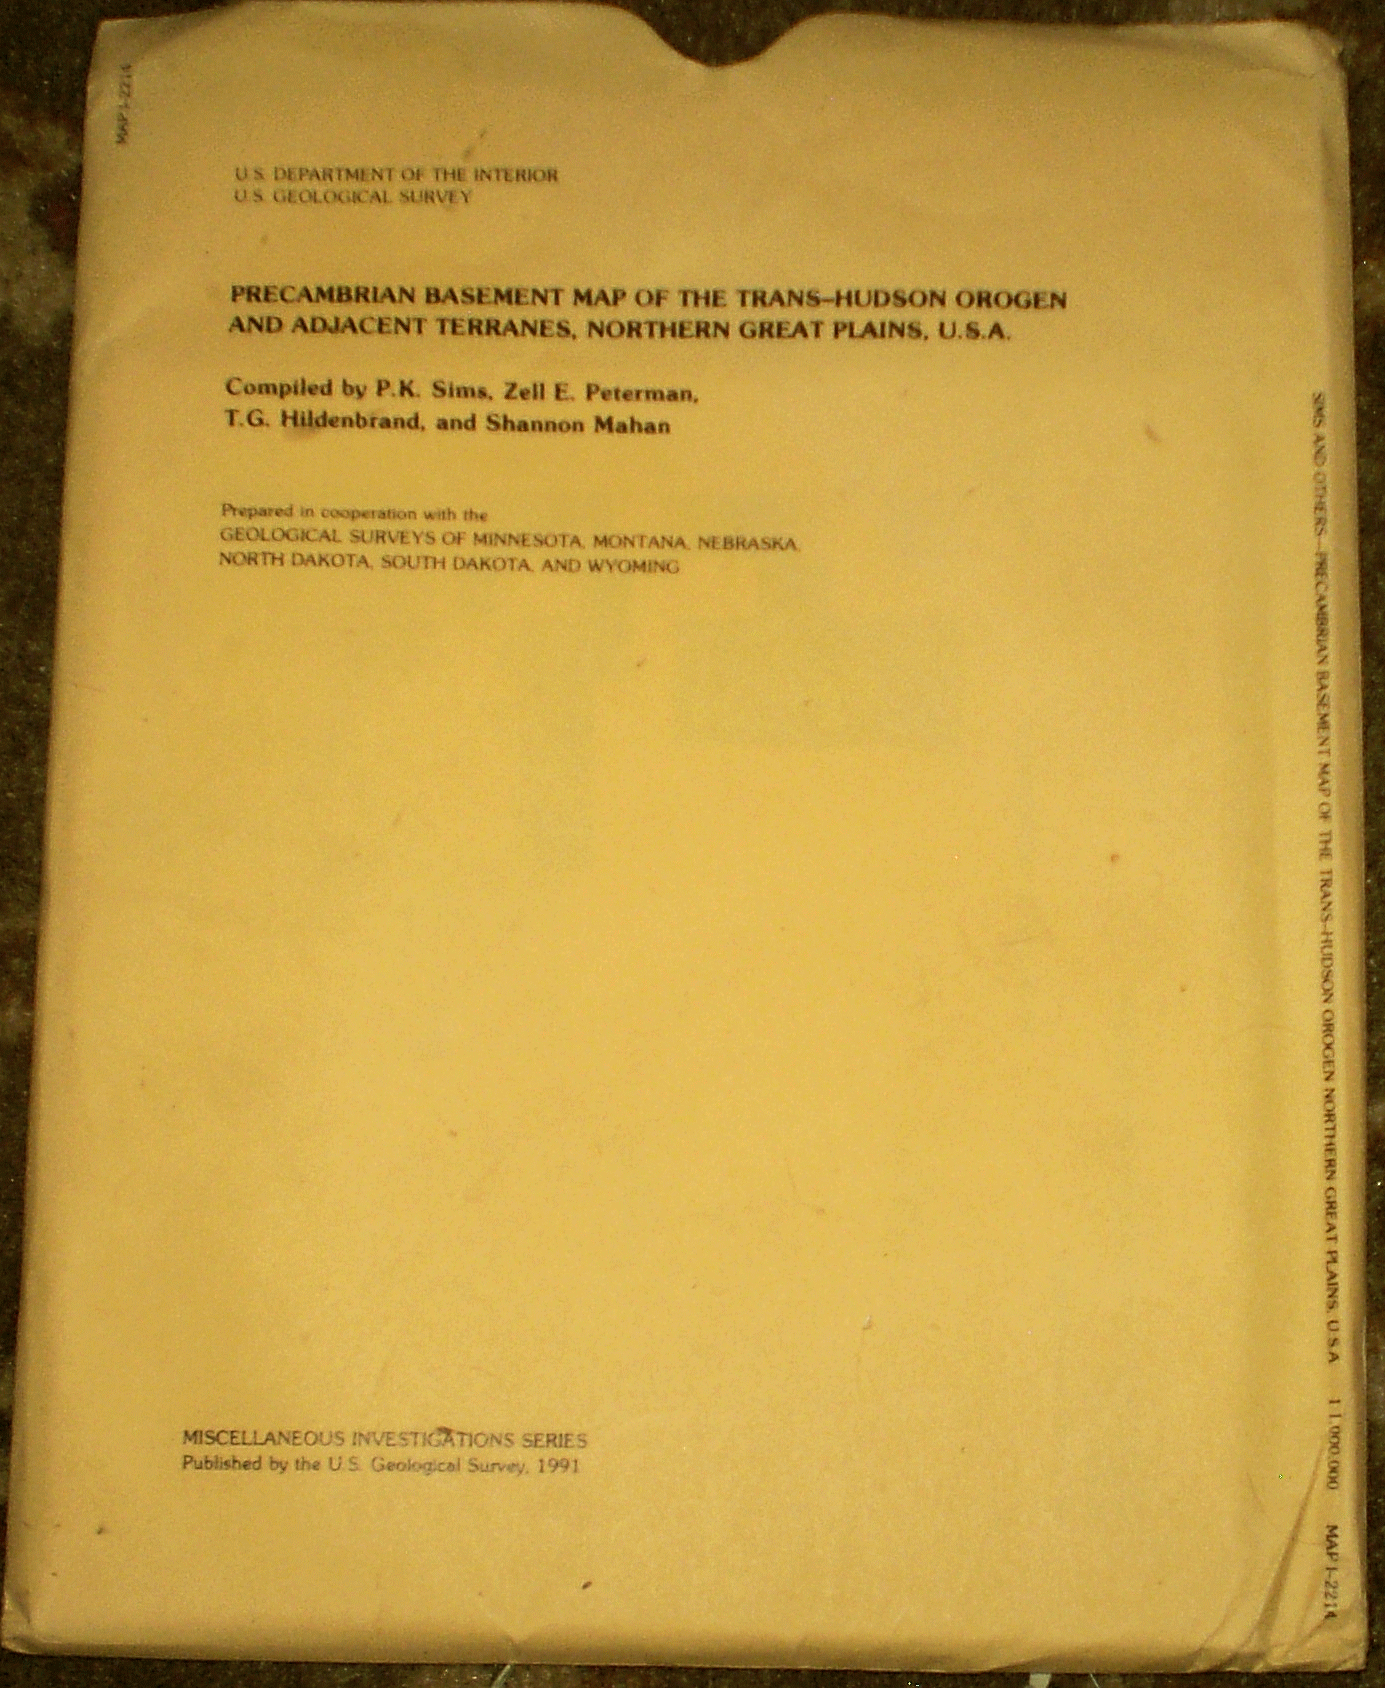 MAP I-2214
U.S. DEPARTMENT OF THE INTERIOR
U.S. GEOLOGICAL SURVEY
PRECAMBRIAN BASEMENT MAP OF THE TRANS-HUDSON OROGEN
AND ADJACENT TERRANES, NORTHERN GREAT PLAINS, U.S.A.
Compiled by P.K. Sims, Zell E. Peterman,
T.G. Hildenbrand, and Shannon Mahan
Prepared in cooperation with the
GEOLOGICAL SURVEYS OF MINNESOTA, MONTANA, NEBRASKA,
NORTH DAKOTA, SOUTH DAKOTA, AND WYOMING
MISCELLANEOUS INVESTIGATIONS SERIES
Published by the U.S. Geological Survey, 1991
SIMS AND OTHERS—PRECAMBRIAN BASEMENT MAP OF THE TRANS-HUDSON OROGEN NORTHERN GREAT PLAINS, U.S.A. 1:1,000,000 MAP I-2214